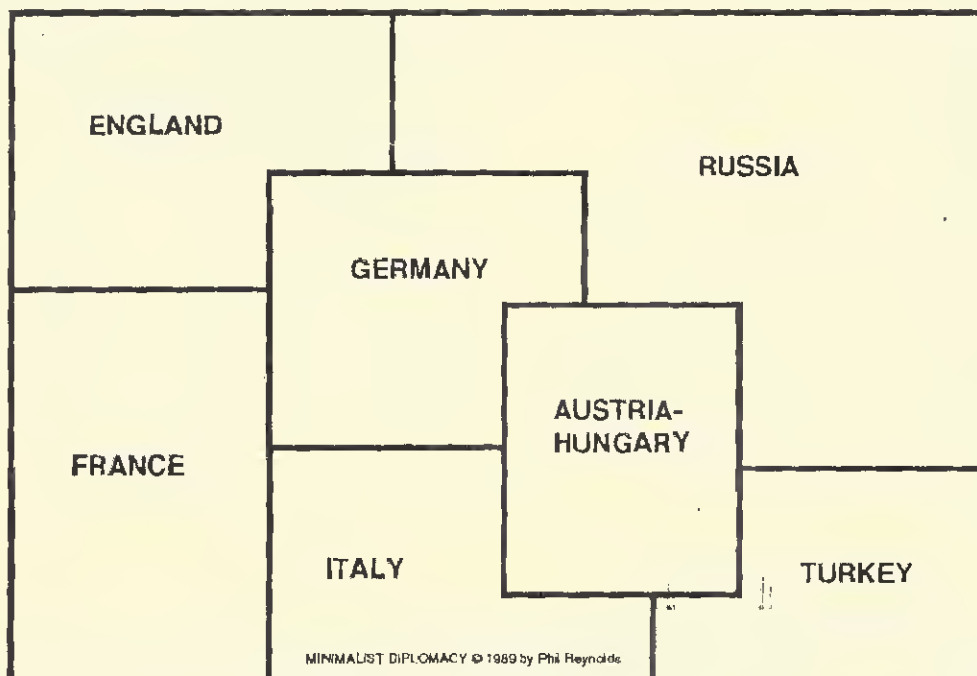 ENGLAND
RUSSIA
GERMANY
AUSTRIA-
HUNGARY
FRANCE
ITALY
TURKEY
MINIMALIST DIPLOMACY © 1989 by Phil Reynolds